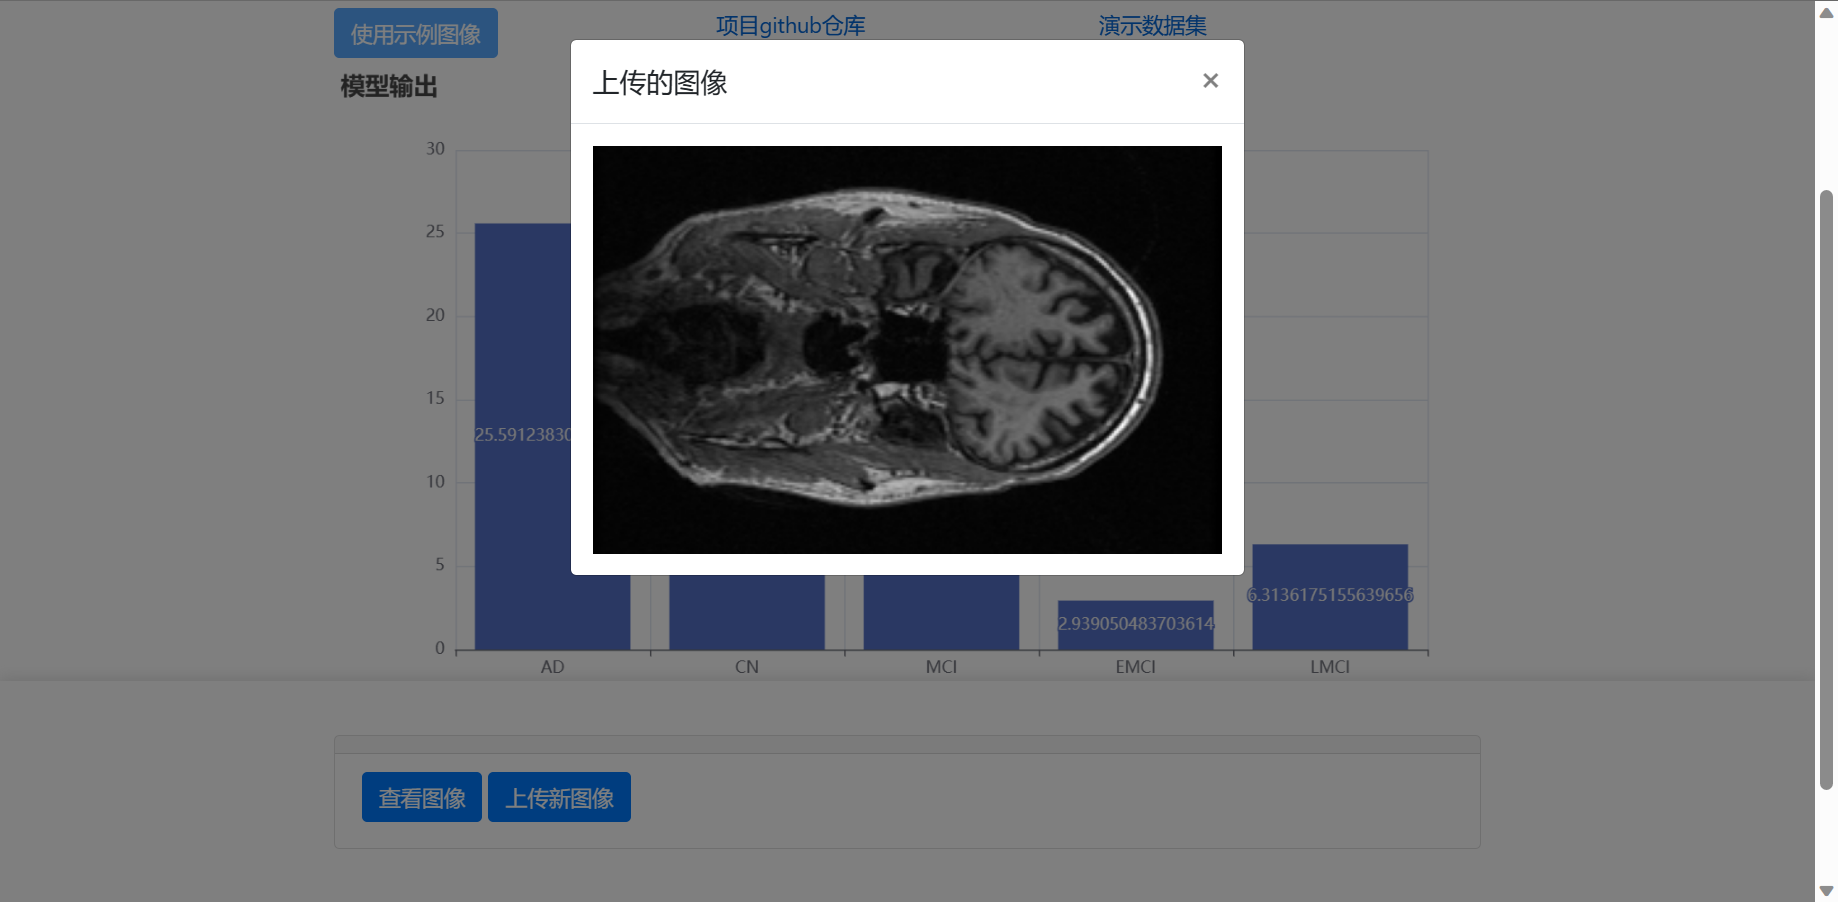 使用示例图像
项目github仓库
演示数据集
模型输出
上传的图像
×
30
25
20
15
10
5
0
25.59123830
2.939050483703614
6.3136175155639656
AD
CN
MCI
EMCI
LMCI
查看图像
上传新图像